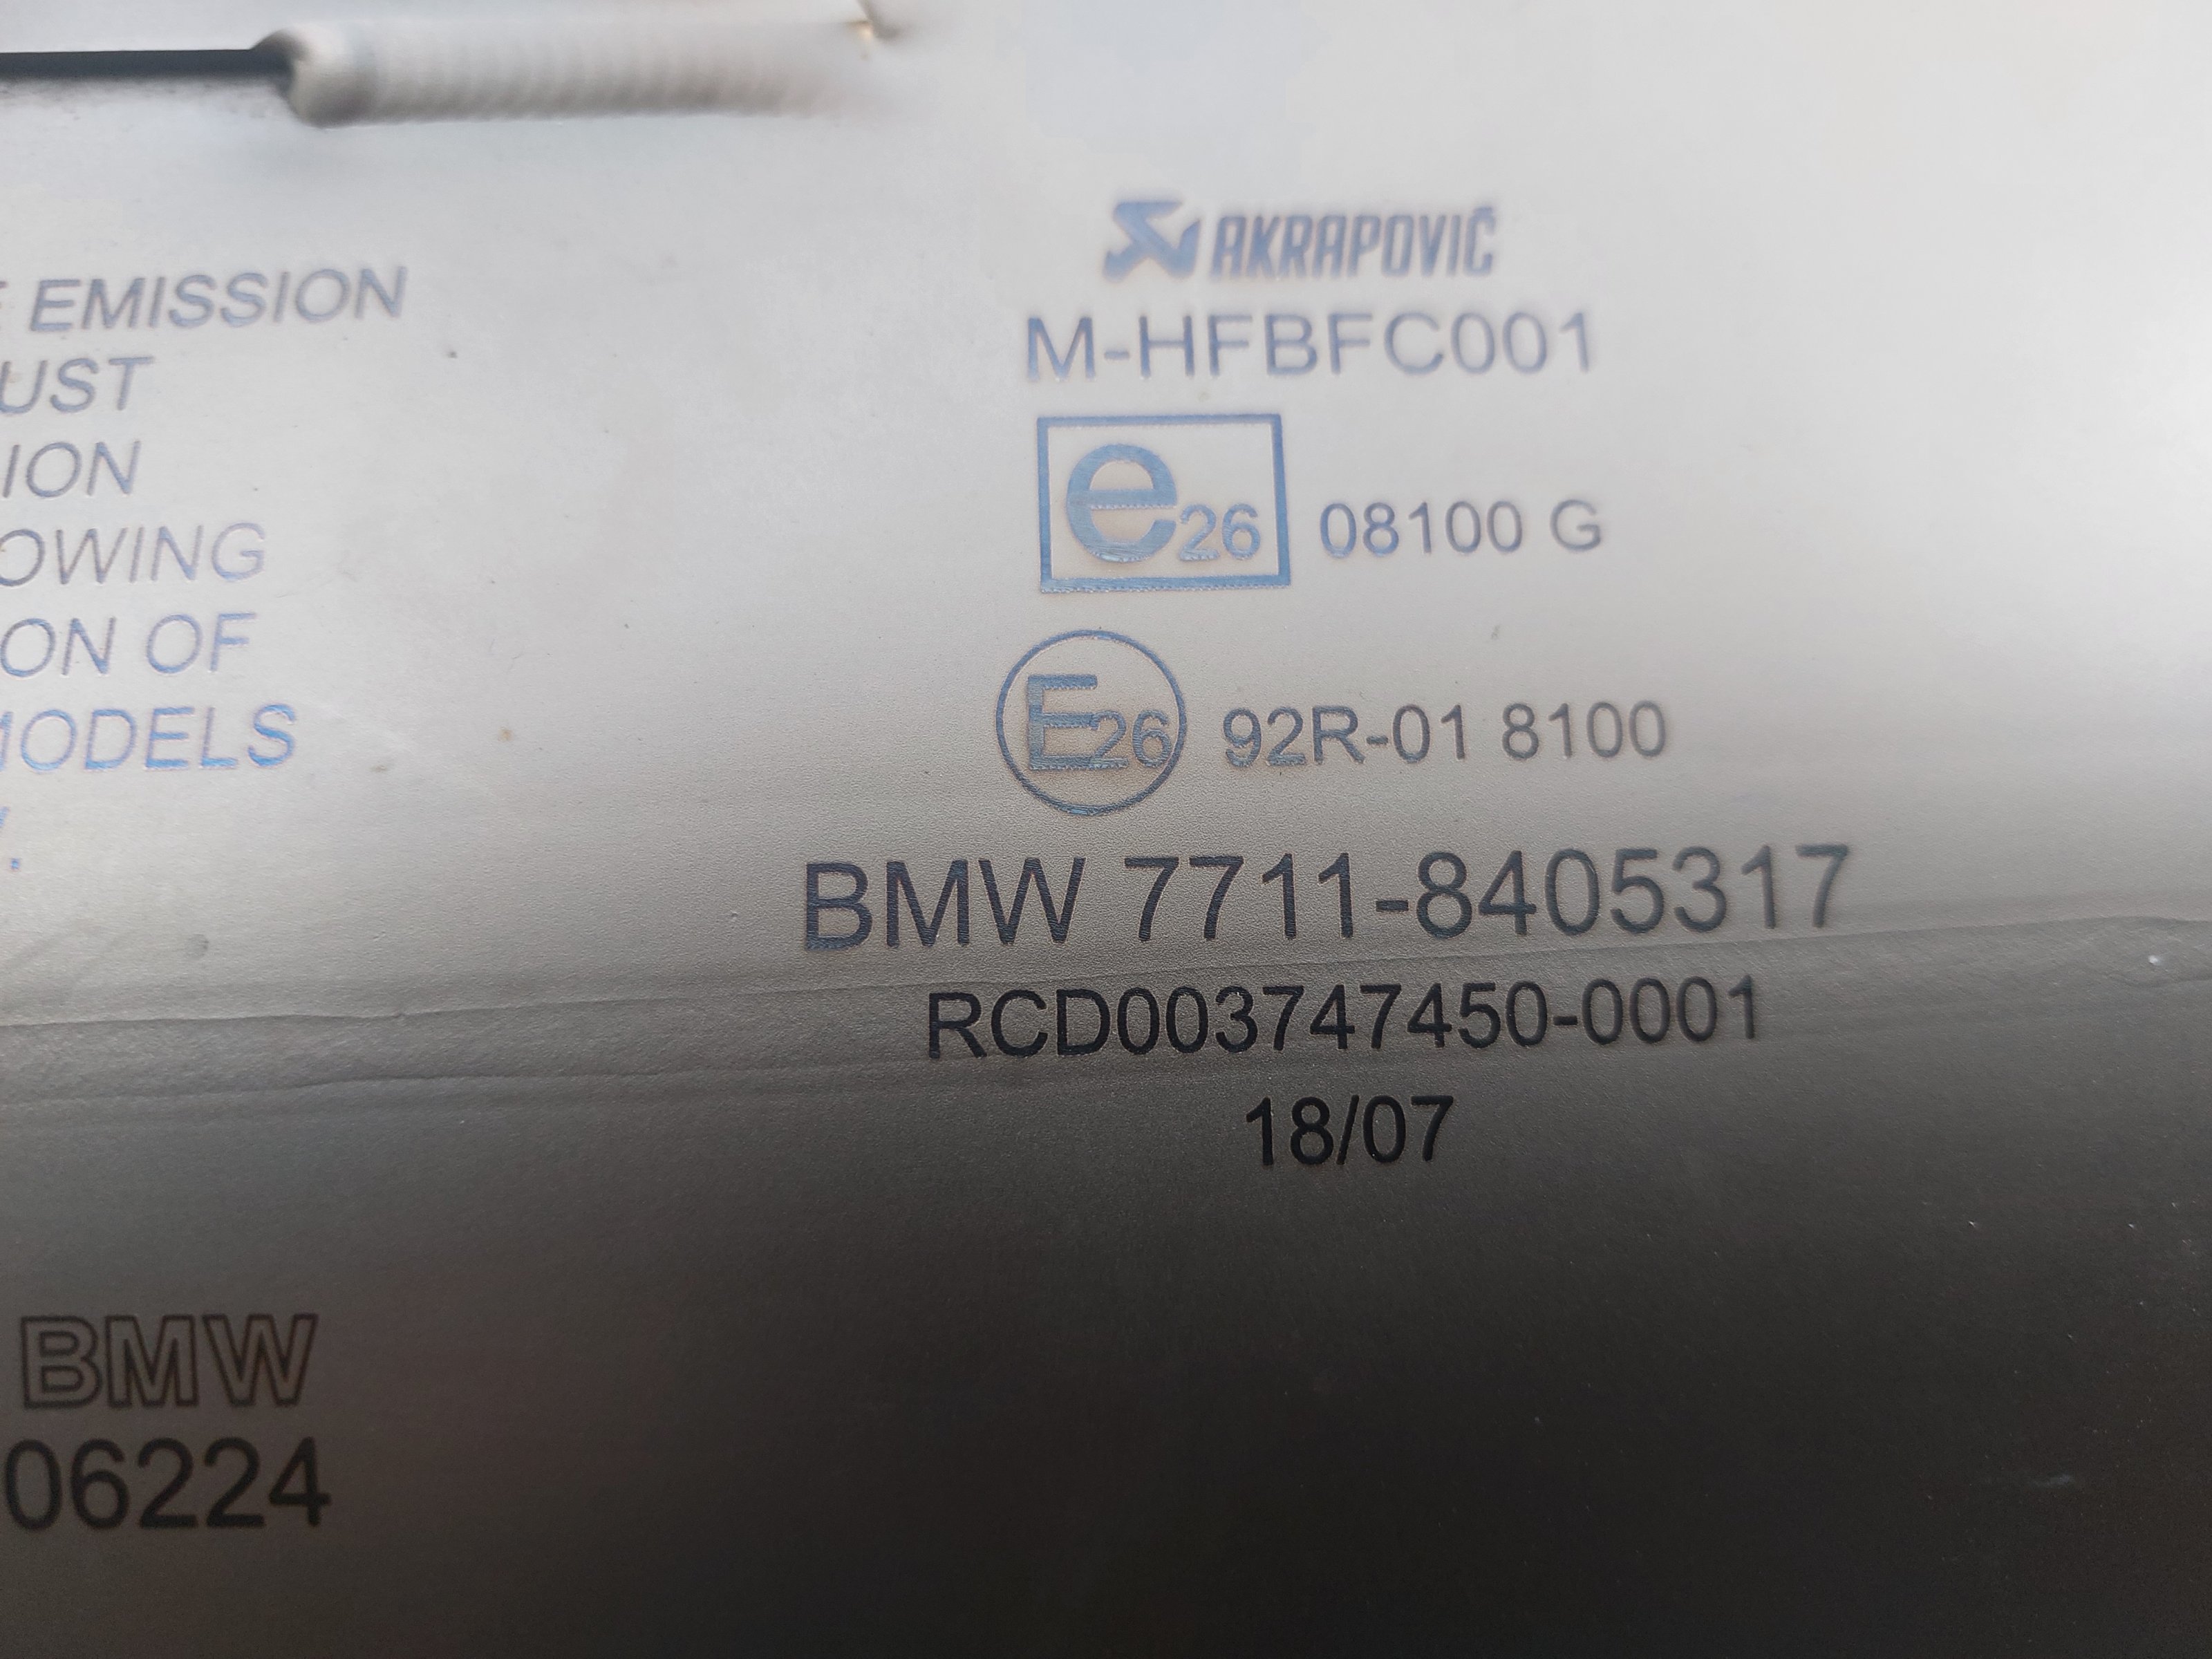 EMISSION
UST
ION
OWING
ON OF
MODELS
AKRAPOVIČ
M-HFBFC001
e26 08100 G
E26 92R-01 8100
BMW 7711-8405317
RCD003747450-0001
18/07
BMW
06224